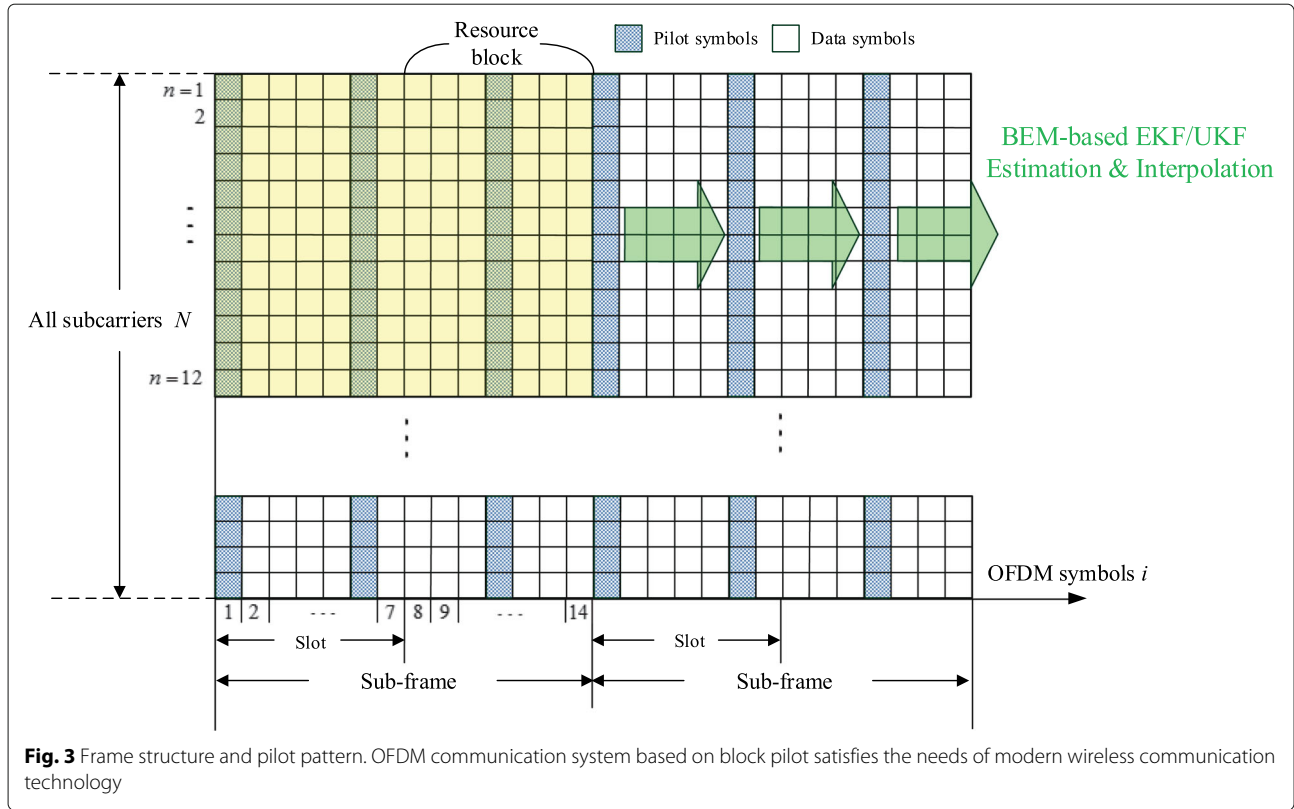 Resource
block
Pilot symbols
Data symbols
n=1
2
BEM-based EKF/UKF
Estimation & Interpolation
All subcarriers N
n=12
OFDM symbols i
1 2 --- 7 8 9 --- 14
Slot
Slot
Sub-frame
Sub-frame
Fig. 3 Frame structure and pilot pattern. OFDM communication system based on block pilot satisfies the needs of modern wireless communication
technology